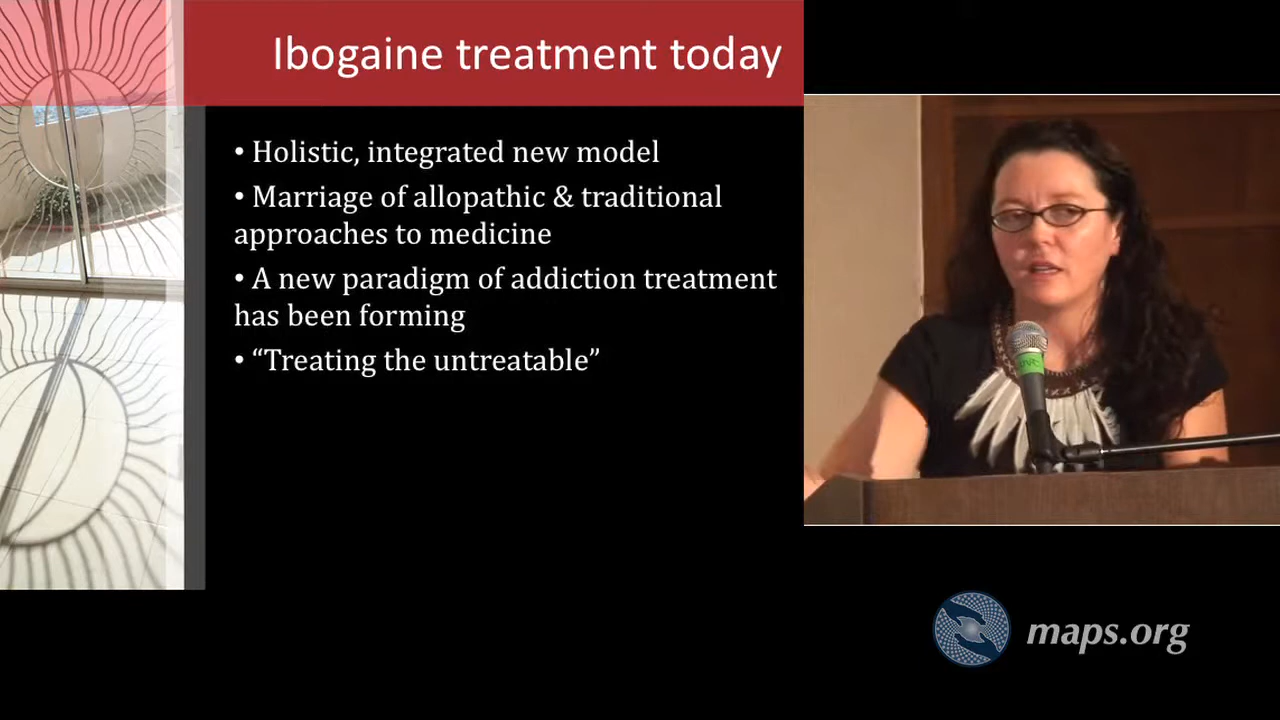 Ibogaine treatment today
• Holistic, integrated new model
• Marriage of allopathic & traditional
approaches to medicine
• A new paradigm of addiction treatment
has been forming
• “Treating the untreatable”
maps.org